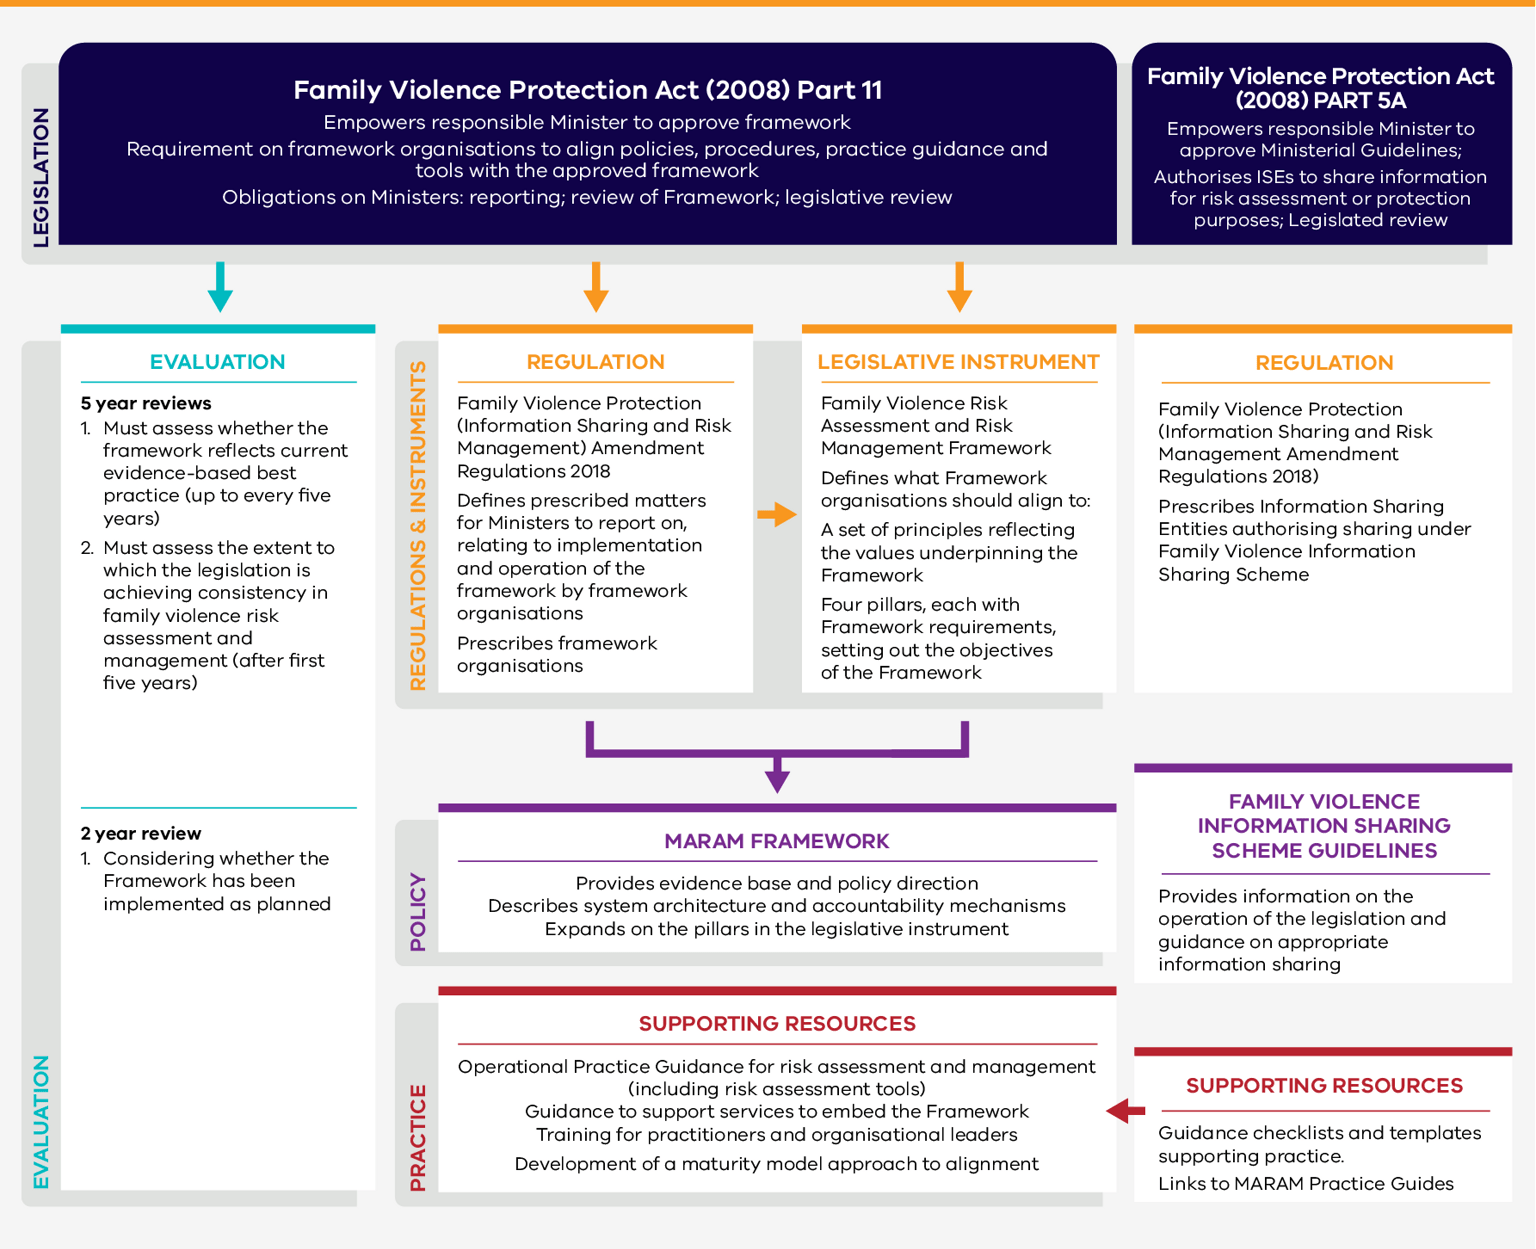 LEGISLATION
Family Violence Protection Act (2008) Part 11
Empowers responsible Minister to approve framework
Requirement on framework organisations to align policies, procedures, practice guidance and
tools with the approved framework
Obligations on Ministers: reporting; review of Framework; legislative review
Family Violence Protection Act
(2008) PART 5A
Empowers responsible Minister to
approve Ministerial Guidelines;
Authorises ISEs to share information
for risk assessment or protection
purposes; Legislated review
EVALUATION
EVALUATION
5 year reviews
1. Must assess whether the
framework reflects current
evidence-based best
practice (up to every five
years)
2. Must assess the extent to
which the legislation is
achieving consistency in
family violence risk
assessment and
management (after first
five years)
2 year review
1. Considering whether the
Framework has been
implemented as planned
REGULATIONS & INSTRUMENTS
REGULATION
Family Violence Protection
(Information Sharing and Risk
Management) Amendment
Regulations 2018
Defines prescribed matters
for Ministers to report on,
relating to implementation
and operation of the
framework by framework
organisations
Prescribes framework
organisations
LEGISLATIVE INSTRUMENT
Family Violence Risk
Assessment and Risk
Management Framework
Defines what Framework
organisations should align to:
A set of principles reflecting
the values underpinning the
Framework
Four pillars, each with
Framework requirements,
setting out the objectives
of the Framework
REGULATION
Family Violence Protection
(Information Sharing and Risk
Management Amendment
Regulations 2018)
Prescribes Information Sharing
Entities authorising sharing under
Family Violence Information
Sharing Scheme
POLICY
MARAM FRAMEWORK
Provides evidence base and policy direction
Describes system architecture and accountability mechanisms
Expands on the pillars in the legislative instrument
FAMILY VIOLENCE
INFORMATION SHARING
SCHEME GUIDELINES
Provides information on the
operation of the legislation and
guidance on appropriate
information sharing
PRACTICE
SUPPORTING RESOURCES
Operational Practice Guidance for risk assessment and management
(including risk assessment tools)
Guidance to support services to embed the Framework
Training for practitioners and organisational leaders
Development of a maturity model approach to alignment
SUPPORTING RESOURCES
Guidance checklists and templates
supporting practice.
Links to MARAM Practice Guides